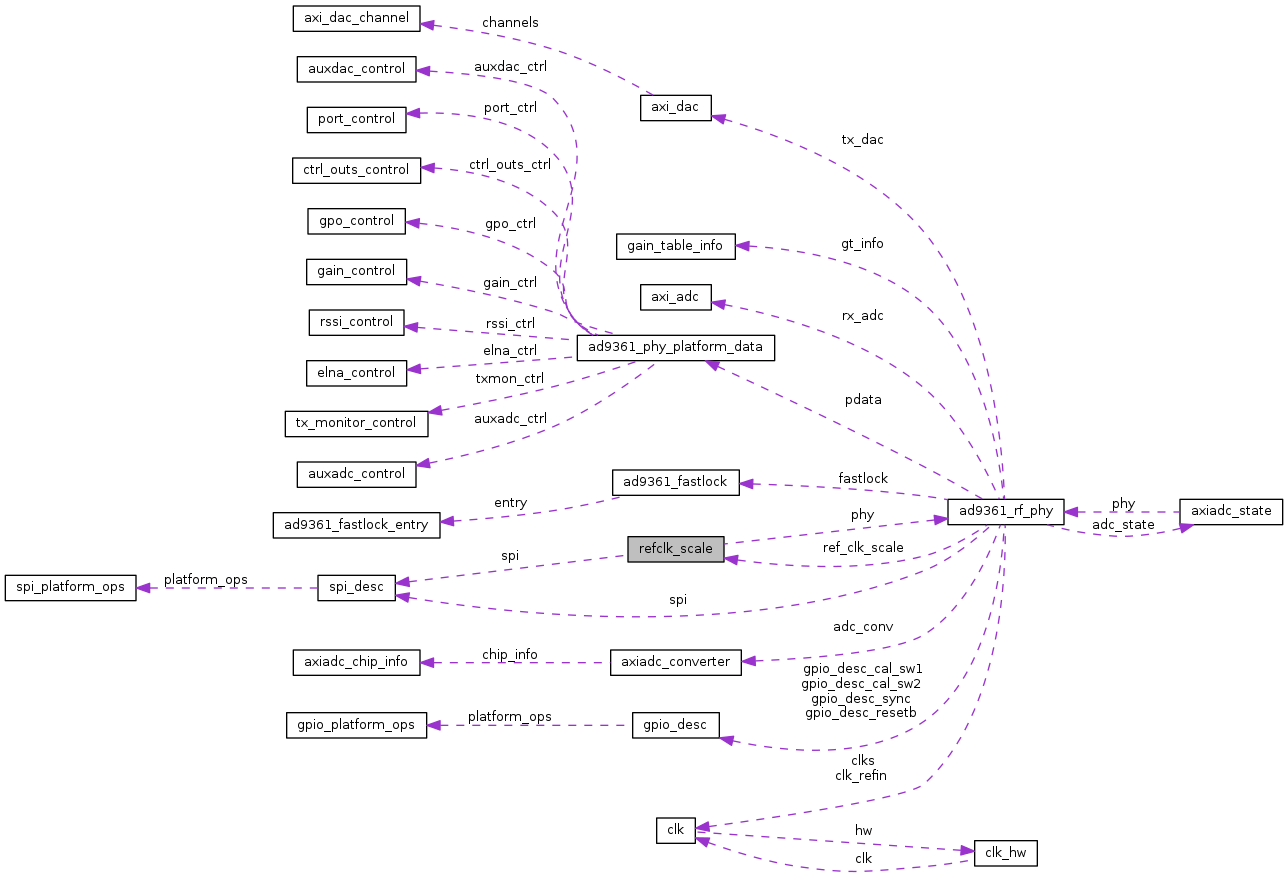 axi_dac_channel
channels
auxdac_control
auxdac_ctrl
axi_dac
port_control
port_ctrl
tx_dac
ctrl_outs_control
ctrl_outs_ctrl
gpo_control
gpo_ctrl
gain_table_info
gt_info
gain_control
gain_ctrl
axi_adc
rx_adc
rssi_control
rssi_ctrl
ad9361_phy_platform_data
elna_control
elna_ctrl
txmon_ctrl
pdata
tx_monitor_control
auxadc_ctrl
auxadc_control
ad9361_fastlock
fastlock
entry
ad9361_fastlock_entry
ad9361_rf_phy
phy
axiadc_state
adc_state
phy
refclk_scale
ref_clk_scale
spi
spi_platform_ops
platform_ops
spi_desc
spi
adc_conv
axiadc_chip_info
chip_info
axiadc_converter
gpio_desc_cal_sw1
gpio_desc_cal_sw2
gpio_desc_sync
gpio_desc_resetb
gpio_platform_ops
platform_ops
gpio_desc
clks
clk_refin
clk
hw
clk_hw
clk